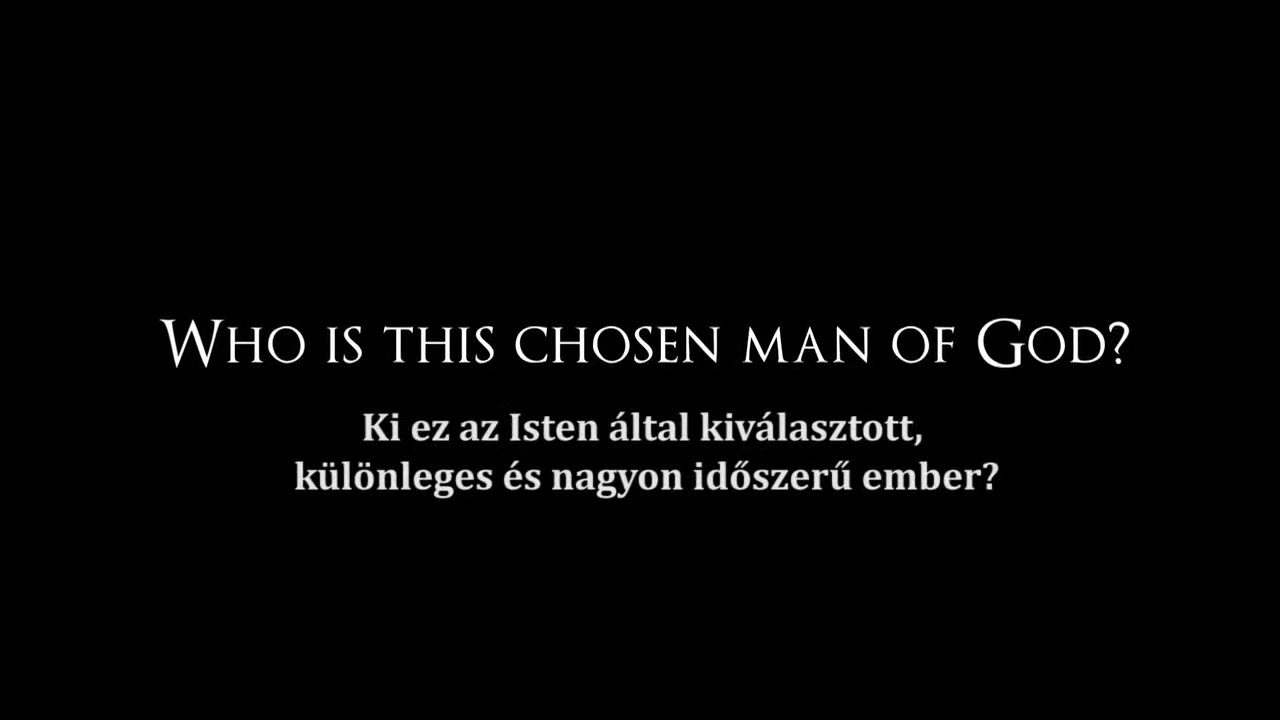 Who is this chosen man of God?
Ki ez az Isten által kiválasztott,
különleges és nagyon időszerű ember?